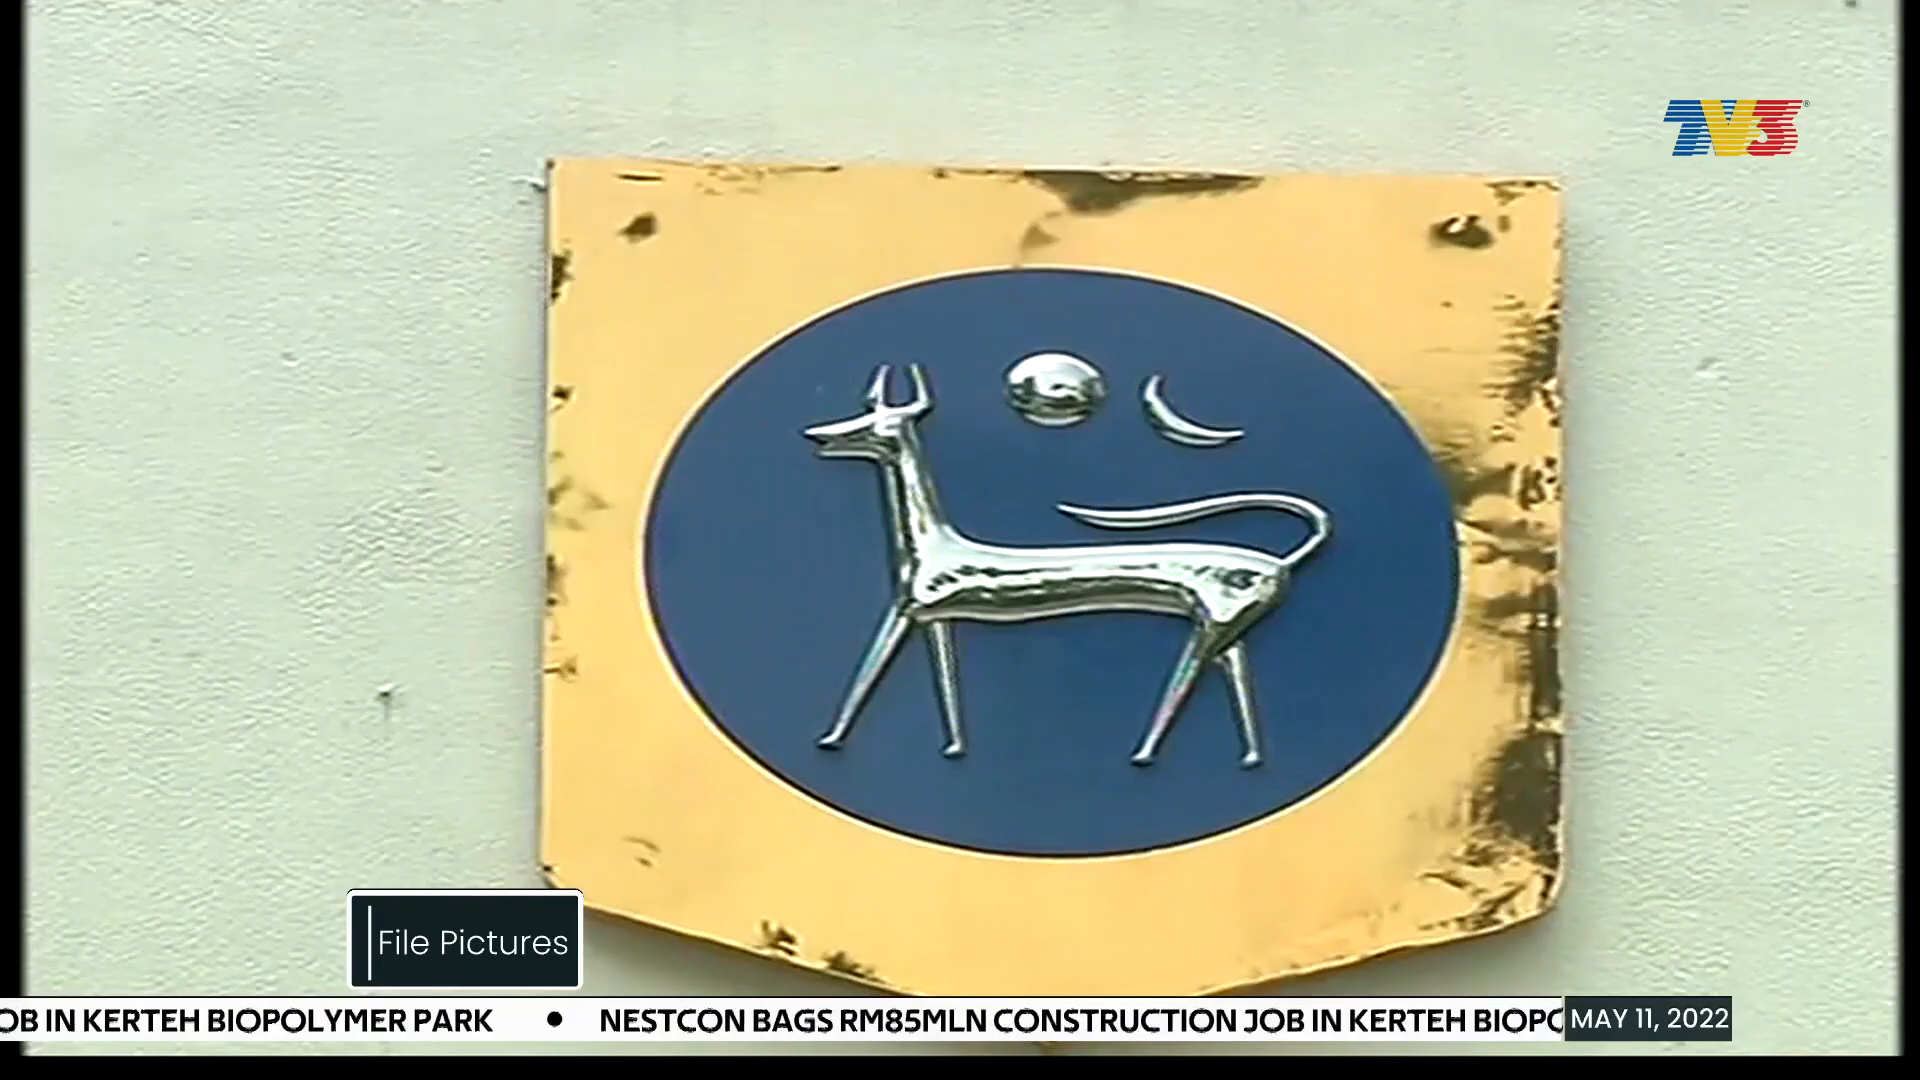 TV3
File Pictures
OB IN KERTEH BIOPOLYMER PARK • NESTCON BAGS RM85MLN CONSTRUCTION JOB IN KERTEH BIOPO
MAY 11, 2022